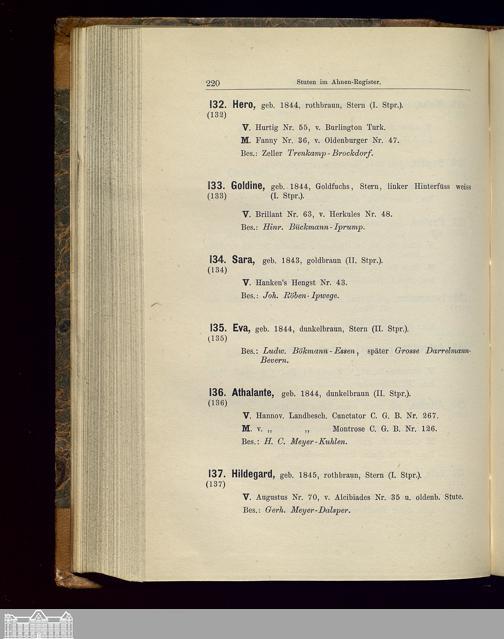 220
Stuten im Ahnen-Register.
132. Hero, geb. 1844, rothbraun, Stern (I. Stpr.).
(132)
V. Hurtig Nr. 55, v. Burlington Turk.
M. Fanny Nr. 36, v. Oldenburger Nr. 47.
Bes.: Zeller Trenkamp-Brockdorf.
133. Goldine, geb. 1844, Goldfuchs, Stern, linker Hinterfüss weiss
(133) (I. Stpr.).
V. Brillant Nr. 63, v. Herkules Nr. 48.
Bes.: Hinr. Bückmann-Iprump.
134. Sara, geb. 1843, goldbraun (II. Stpr.).
(134)
V. Hanken's Hengst Nr. 43.
Bes.: Joh. Röben-Ipwege.
135. Eva, geb. 1844, dunkelbraun, Stern (II. Stpr.).
(135)
Bes.: Ludw. Bökmann-Essen, später Grosse Darrelmann-
Bevern.
136. Athalante, geb. 1844, dunkelbraun (II. Stpr.).
(136)
V. Hannov. Landbesch. Cunctator C. G. B. Nr. 267.
M. v. „ „ Montrose C. G. B. Nr. 126.
Bes.: H. C. Meyer-Kuhlen.
137. Hildegard, geb. 1845, rothbraun, Stern (I. Stpr.).
(137)
V. Augustus Nr. 70, v. Alcibiades Nr. 35 u. oldenb. Stute.
Bes.: Gerh. Meyer-Dalsper.